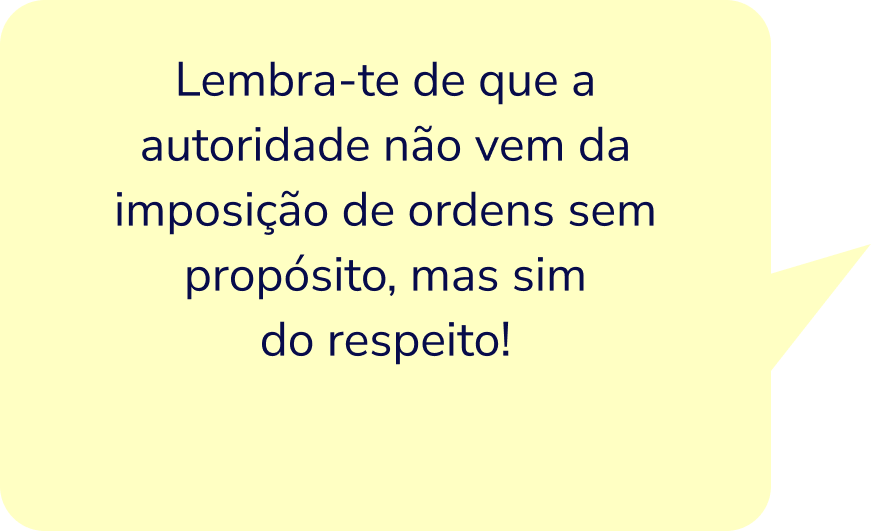 Lembra-te de que a
autoridade não vem da
imposição de ordens sem
propósito, mas sim
do respeito!